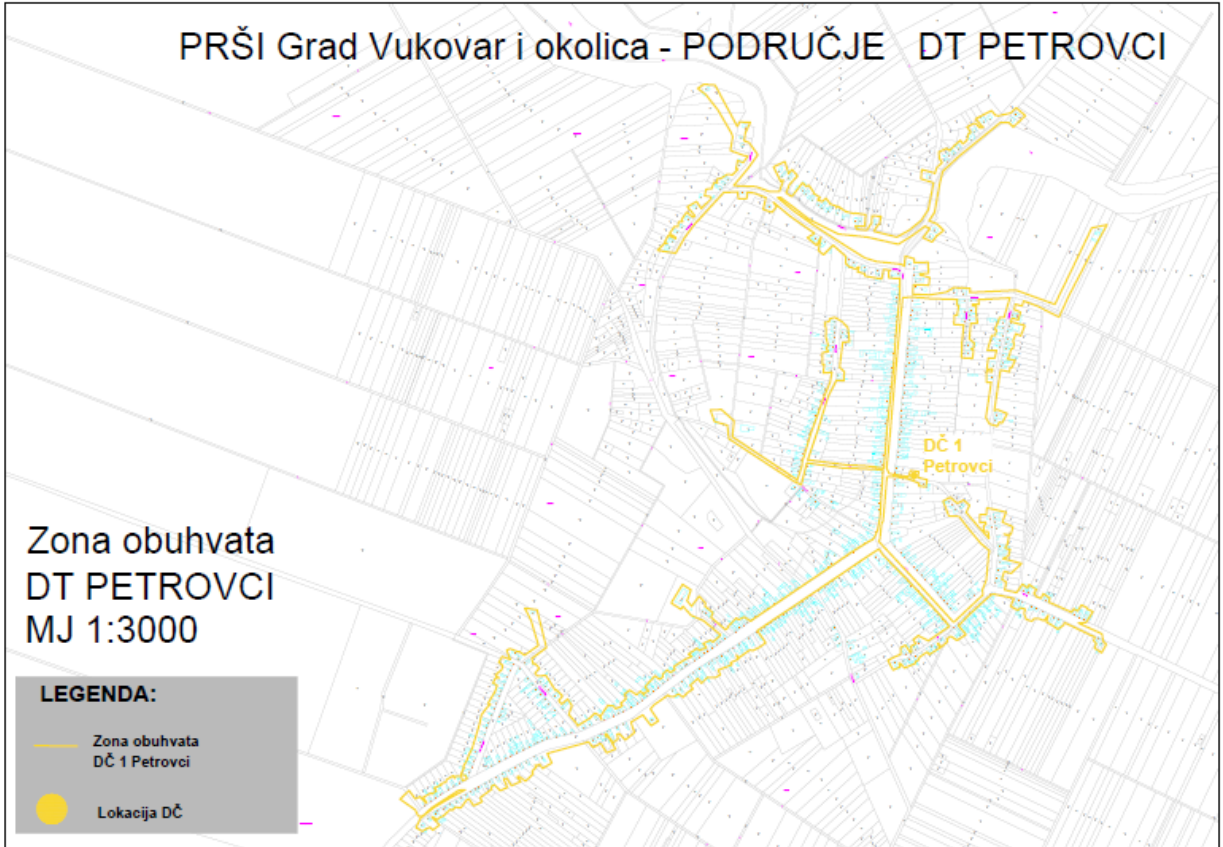 PRŠI Grad Vukovar i okolica - PODRUČJE DT PETROVCI
DČ 1
Petrovci
Zona obuhvata
DT PETROVCI
MJ 1:3000
LEGENDA:
Zona obuhvata
DČ 1 Petrovci
Lokacija DČ